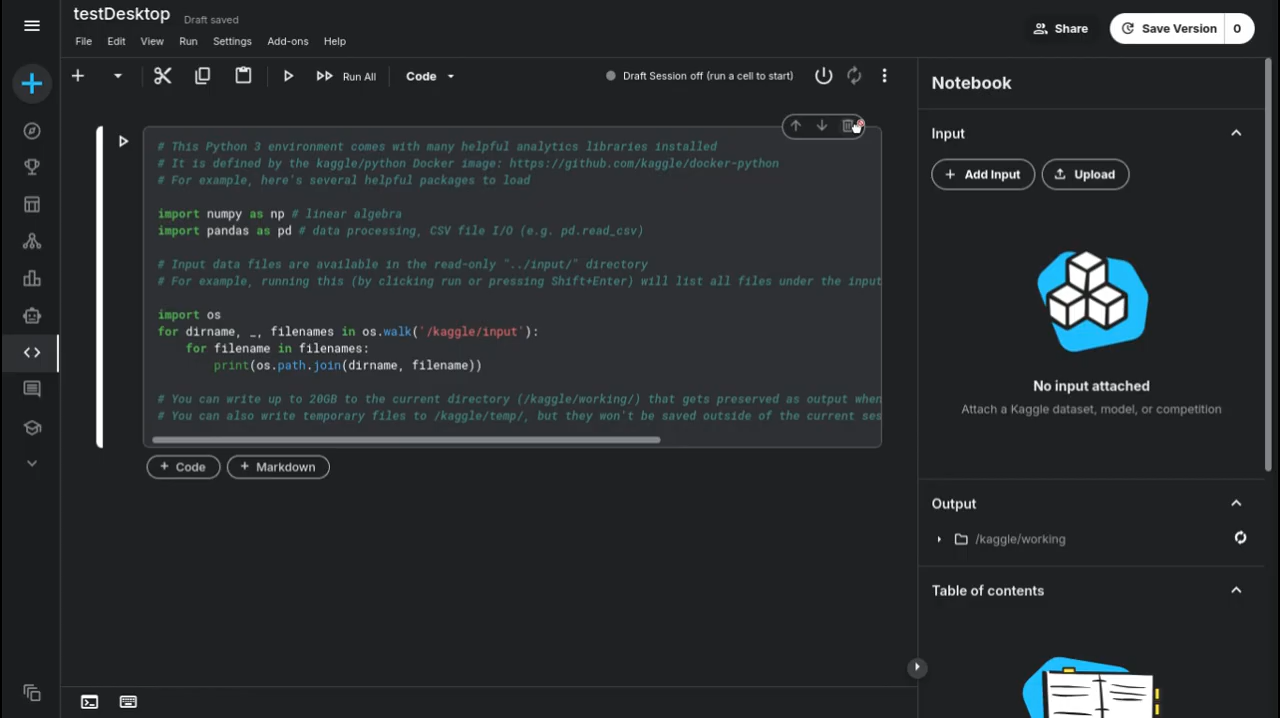 testDesktop Draft saved
File Edit View Run Settings Add-ons Help
Share
Save Version 0
Run All
Code
Draft Session off (run a cell to start)
# This Python 3 environment comes with many helpful analytics libraries installed
# It is defined by the kaggle/python Docker image: https://github.com/kaggle/docker-python
# For example, here's several helpful packages to load
import numpy as np # linear algebra
import pandas as pd # data processing, CSV file I/O (e.g. pd.read_csv)
# Input data files are available in the read-only "../input/" directory
# For example, running this (by clicking run or pressing Shift+Enter) will list all files under the input
import os
for dirname, _, filenames in os.walk('/kaggle/input'):
    for filename in filenames:
        print(os.path.join(dirname, filename))
# You can write up to 20GB to the current directory (/kaggle/working/) that gets preserved as output when
# You can also write temporary files to /kaggle/temp/, but they won't be saved outside of the current ses
+ Code
+ Markdown
Notebook
Input
+ Add Input
Upload
No input attached
Attach a Kaggle dataset, model, or competition
Output
/kaggle/working
Table of contents